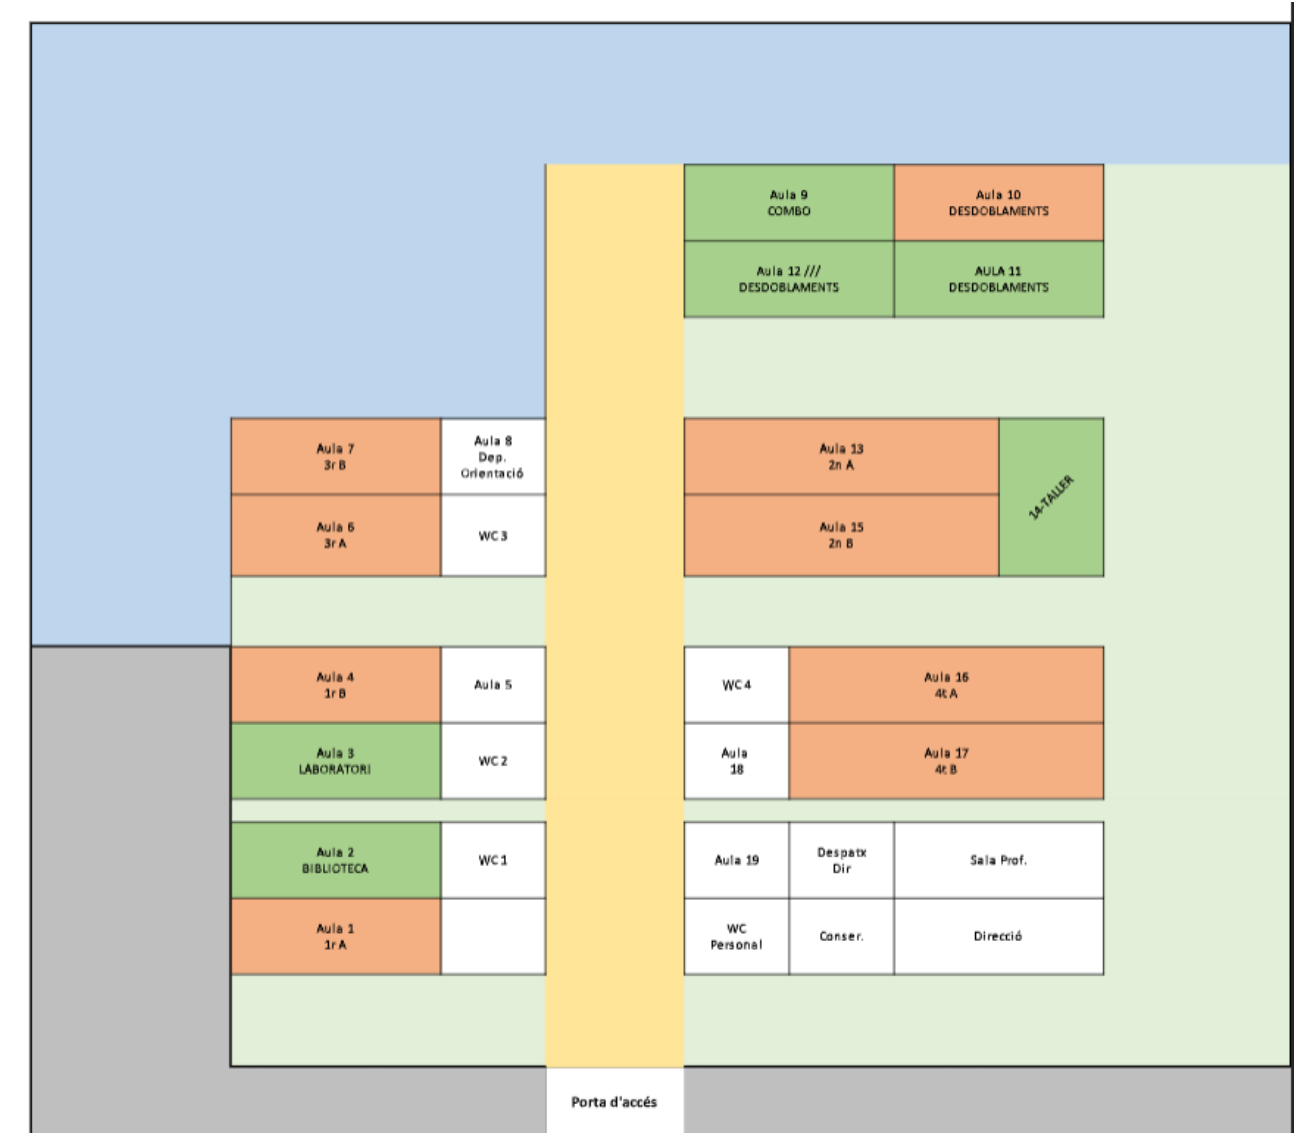 Aula 9
COMBO
Aula 10
DESDOBLAMENTS
Aula 12 ///
DESDOBLAMENTS
AULA 11
DESDOBLAMENTS
Aula 7
3r B
Aula 8
Dep.
Orientació
Aula 13
2n A
14-TALLER
Aula 6
3r A
WC 3
Aula 15
2n B
Aula 4
1r B
Aula 5
WC 4
Aula 16
4t A
Aula 3
LABORATORI
WC 2
Aula
18
Aula 17
4t B
Aula 2
BIBLIOTECA
WC 1
Aula 19
Despatx
Dir
Sala Prof.
Aula 1
1r A
WC
Personal
Conser.
Direcció
Porta d'accés